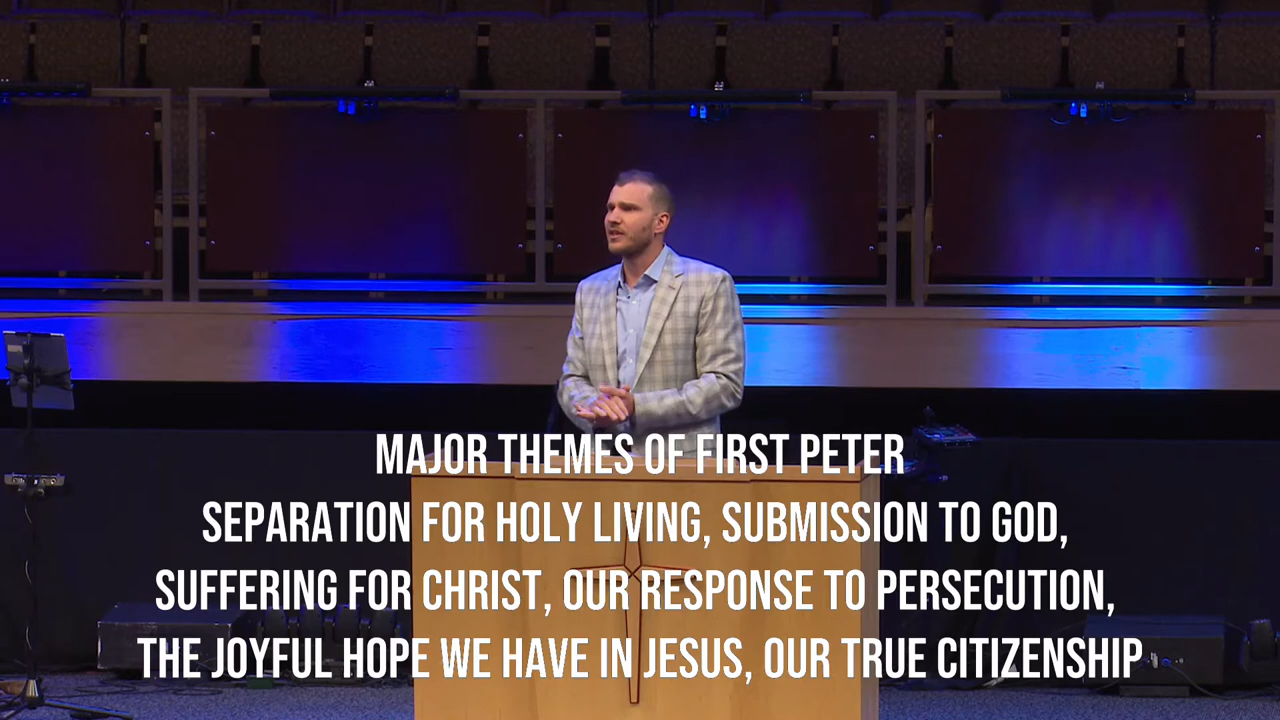 MAJOR THEMES OF FIRST PETER
SEPARATION FOR HOLY LIVING, SUBMISSION TO GOD,
SUFFERING FOR CHRIST, OUR RESPONSE TO PERSECUTION,
THE JOYFUL HOPE WE HAVE IN JESUS, OUR TRUE CITIZENSHIP